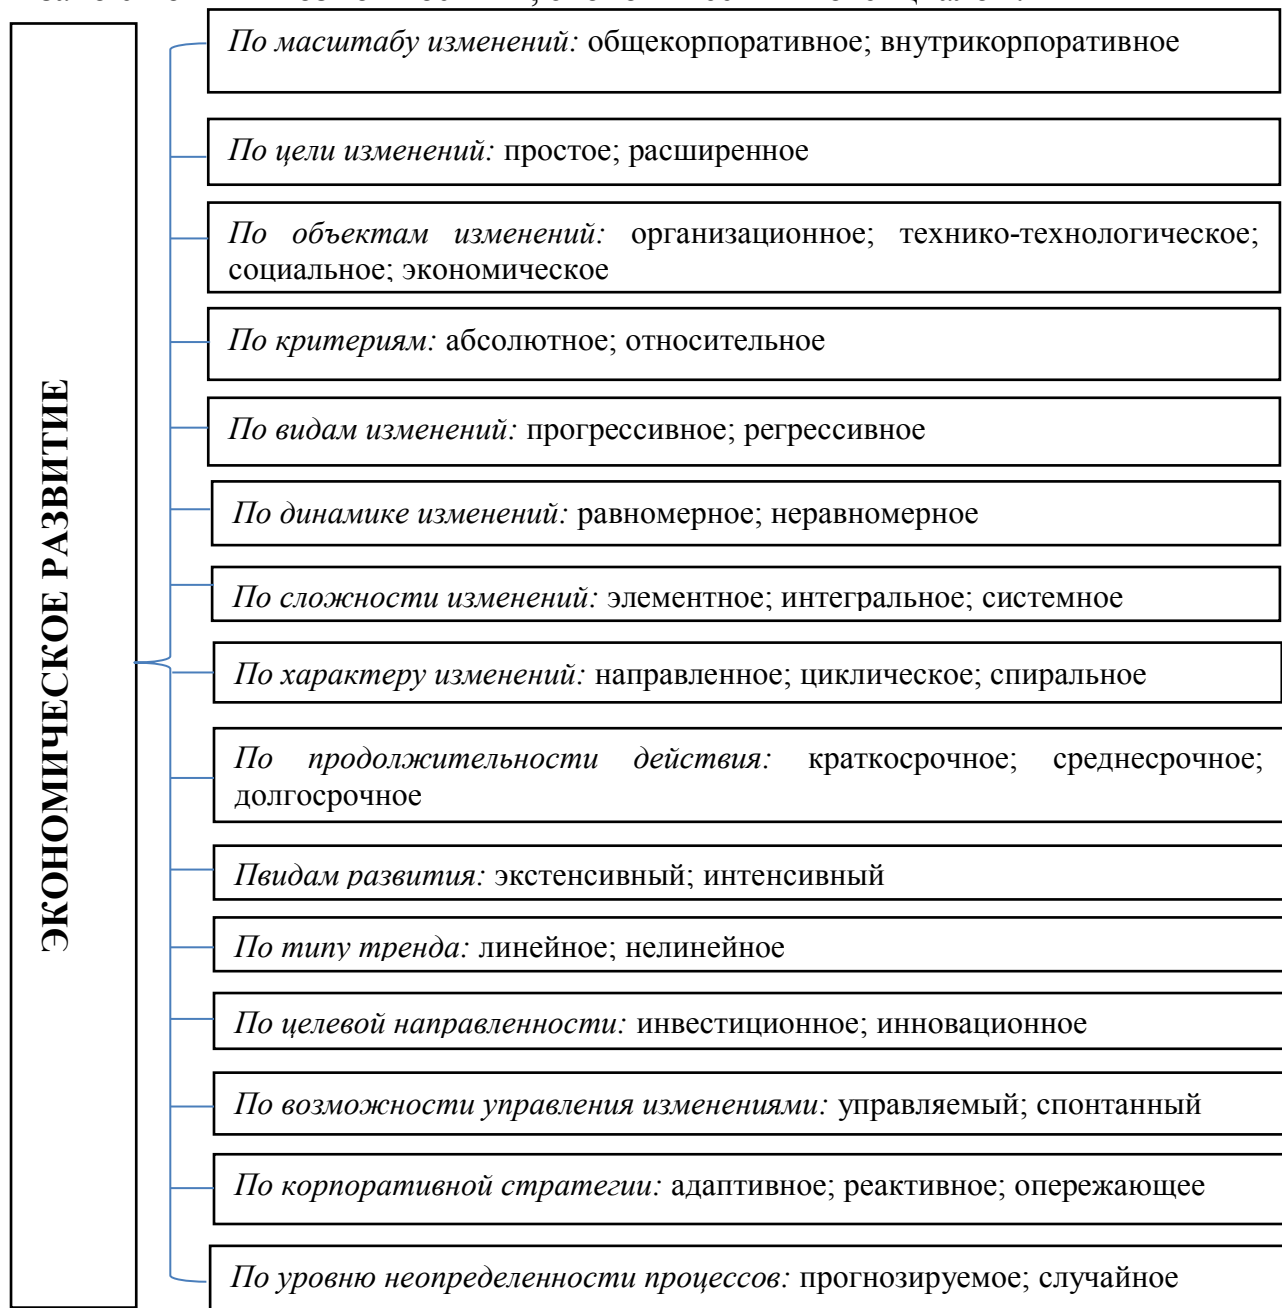 ЭКОНОМИЧЕСКОЕ РАЗВИТИЕ
По масштабу изменений: общекорпоративное; внутрикорпоративное
По цели изменений: простое; расширенное
По объектам изменений: организационное; технико-технологическое;
социальное; экономическое
По критериям: абсолютное; относительное
По видам изменений: прогрессивное; регрессивное
По динамике изменений: равномерное; неравномерное
По сложности изменений: элементное; интегральное; системное
По характеру изменений: направленное; циклическое; спиральное
По продолжительности действия: краткосрочное; среднесрочное;
долгосрочное
Пвидам развития: экстенсивный; интенсивный
По типу тренда: линейное; нелинейное
По целевой направленности: инвестиционное; инновационное
По возможности управления изменениями: управляемый; спонтанный
По корпоративной стратегии: адаптивное; реактивное; опережающее
По уровню неопределенности процессов: прогнозируемое; случайное